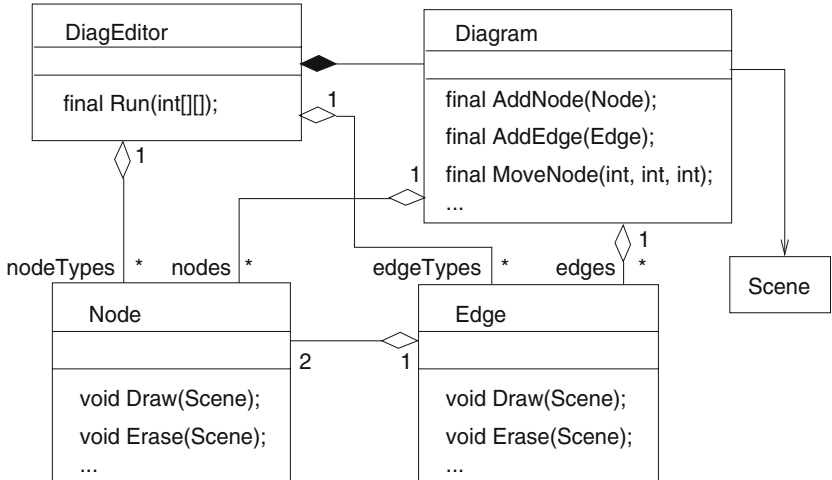 DiagEditor
final Run(int[][]);
1
1
Diagram
final AddNode(Node);
final AddEdge(Edge);
final MoveNode(int, int, int);
...
1
1
nodeTypes *
nodes *
edgeTypes *
edges *
Scene
Node
void Draw(Scene);
void Erase(Scene);
...
2
1
Edge
void Draw(Scene);
void Erase(Scene);
...